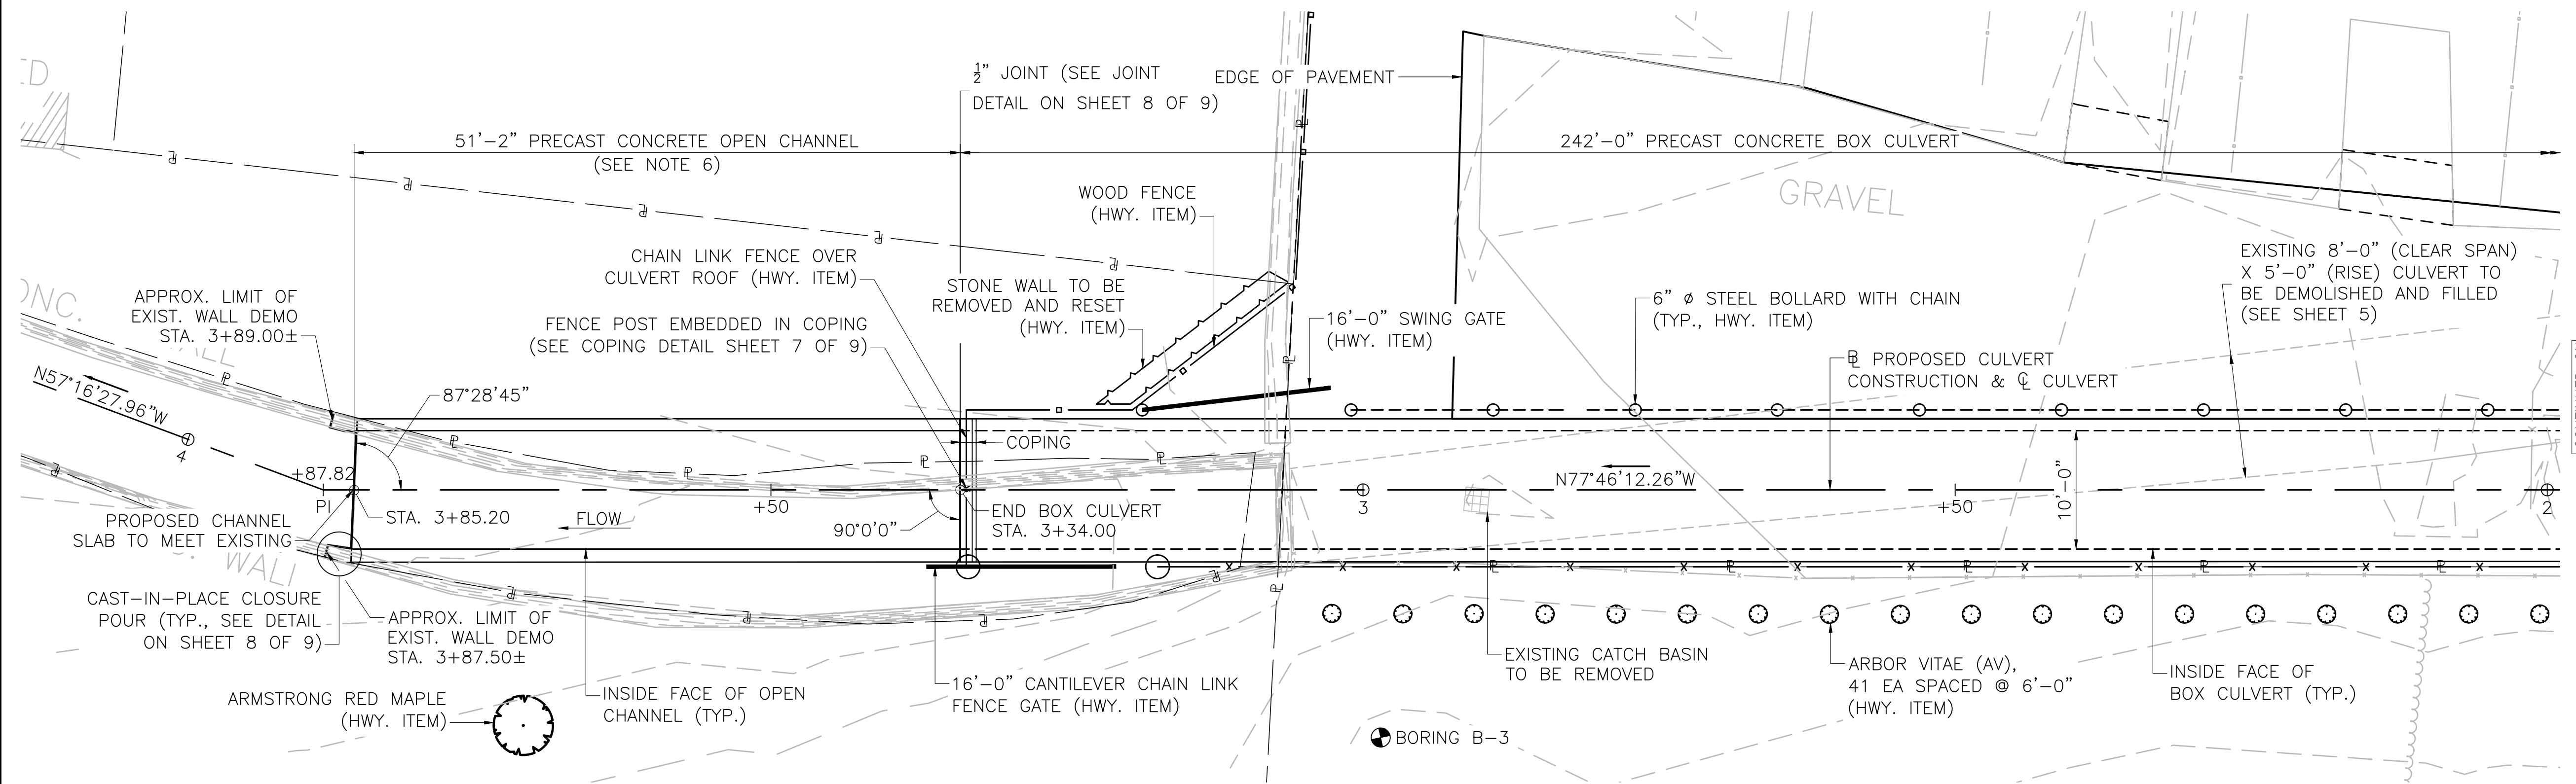 ½" JOINT (SEE JOINT
DETAIL ON SHEET 8 OF 9)
EDGE OF PAVEMENT
51'-2" PRECAST CONCRETE OPEN CHANNEL
(SEE NOTE 6)
242'-0" PRECAST CONCRETE BOX CULVERT
WOOD FENCE
(HWY. ITEM)
GRAVEL
CHAIN LINK FENCE OVER
CULVERT ROOF (HWY. ITEM)
STONE WALL TO BE
REMOVED AND RESET
(HWY. ITEM)
EXISTING 8'-0" (CLEAR SPAN)
X 5'-0" (RISE) CULVERT TO
BE DEMOLISHED AND FILLED
(SEE SHEET 5)
APPROX. LIMIT OF
EXIST. WALL DEMO
STA. 3+89.00±
6" ø STEEL BOLLARD WITH CHAIN
(TYP., HWY. ITEM)
FENCE POST EMBEDDED IN COPING
(SEE COPING DETAIL SHEET 7 OF 9)
16'-0" SWING GATE
(HWY. ITEM)
℄ PROPOSED CULVERT
CONSTRUCTION & ℄ CULVERT
N57°16'27.96"W
87°28'45"
COPING
4
+87.82
PI
STA. 3+85.20
+50
FLOW
90°0'0"
END BOX CULVERT
STA. 3+34.00
3
N77°46'12.26"W
+50
10'-0"
2
PROPOSED CHANNEL
SLAB TO MEET EXISTING
CAST-IN-PLACE CLOSURE
POUR (TYP., SEE DETAIL
ON SHEET 8 OF 9)
APPROX. LIMIT OF
EXIST. WALL DEMO
STA. 3+87.50±
ARMSTRONG RED MAPLE
(HWY. ITEM)
INSIDE FACE OF OPEN
CHANNEL (TYP.)
16'-0" CANTILEVER CHAIN LINK
FENCE GATE (HWY. ITEM)
EXISTING CATCH BASIN
TO BE REMOVED
ARBOR VITAE (AV),
41 EA SPACED @ 6'-0"
(HWY. ITEM)
INSIDE FACE OF
BOX CULVERT (TYP.)
BORING B-3